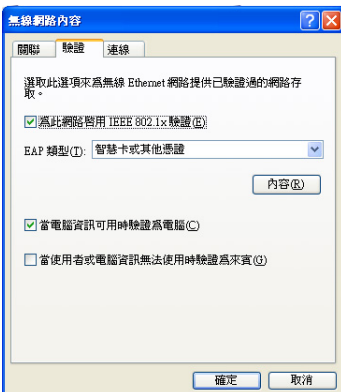 無線網路內容
關聯 驗證 連線
選取此選項來為無線 Ethernet 網路提供已驗證過的網路存
取。
為此網路啓用 IEEE 802.1x 驗證(E)
EAP 類型(T): 智慧卡或其他憑證
內容(R)
當電腦資訊可用時驗證為電腦(C)
當使用者或電腦資訊無法使用時驗證為來賓(G)
確定 取消